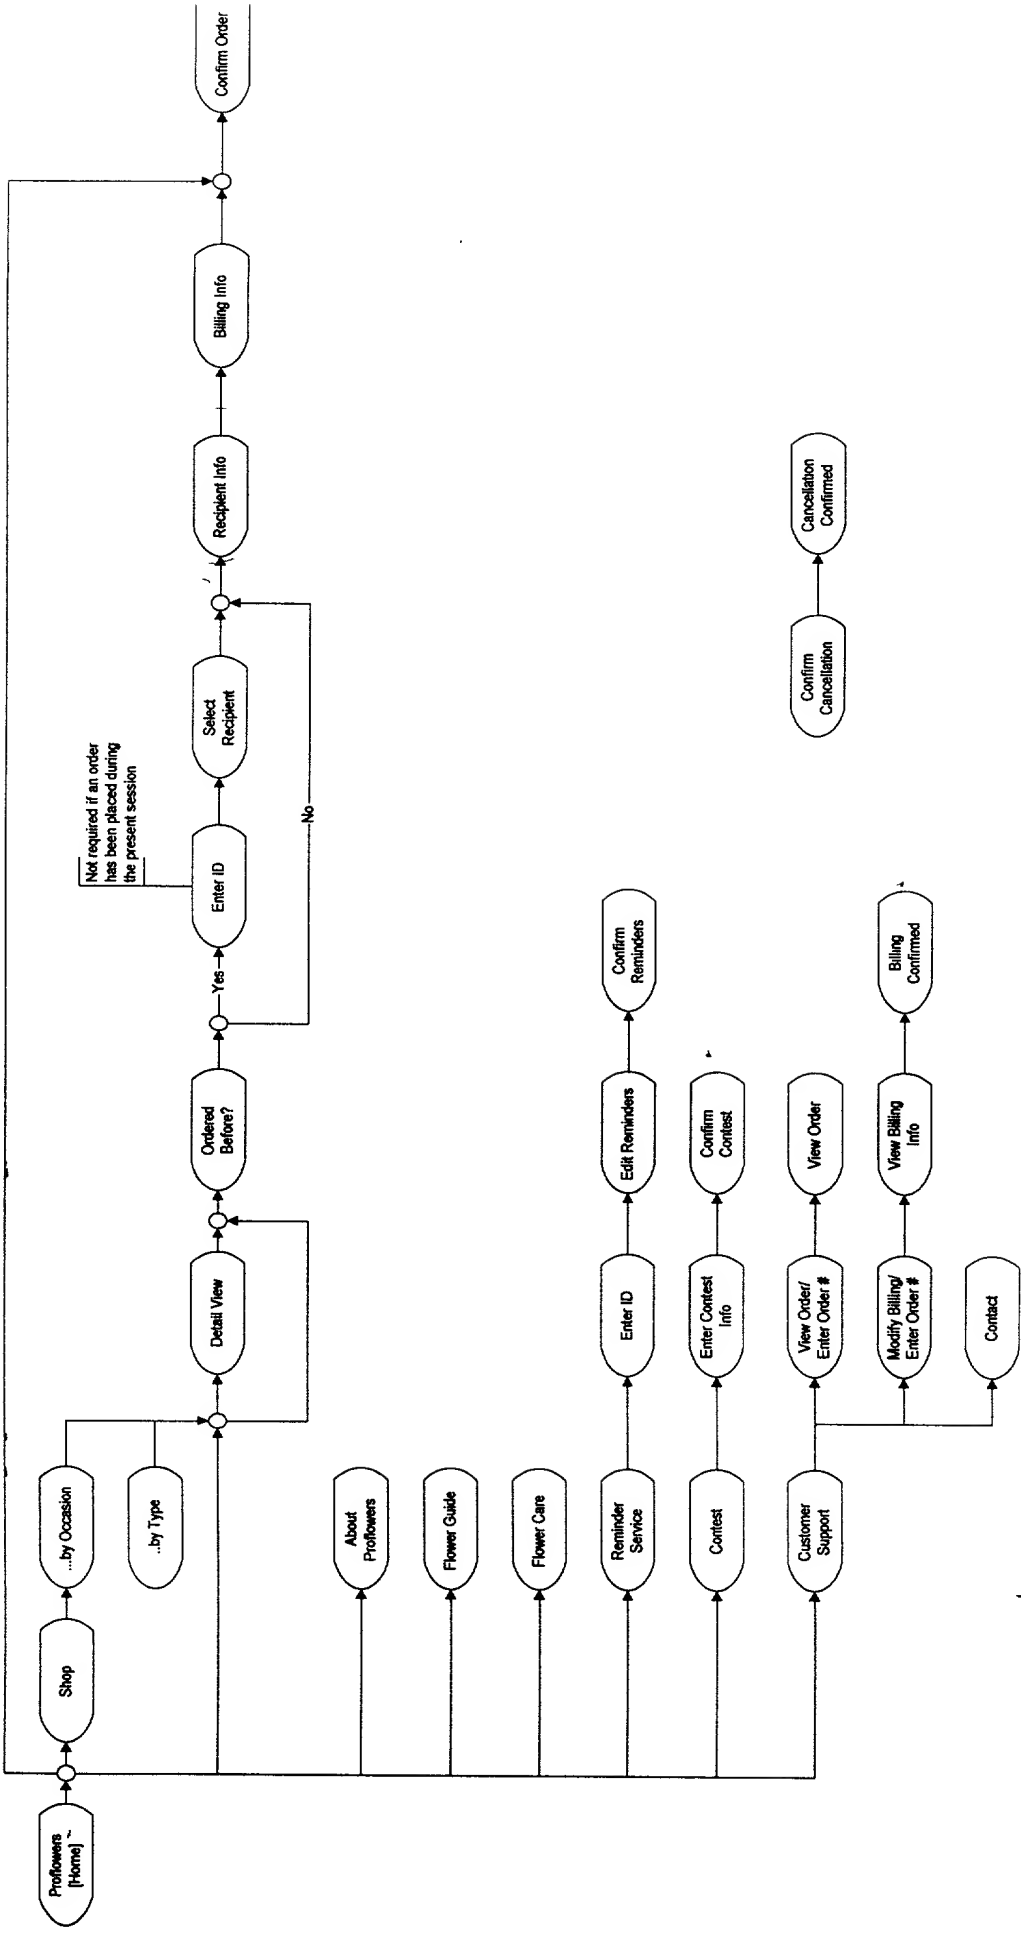 Proflowers
[Home]
Shop
...by Occasion
...by Type
Detail View
Ordered
Before?
Yes
No
Enter ID
Not required if an order
has been placed during
the present session
Select
Recipient
Recipient Info
Billing Info
Confirm Order
About
Proflowers
Flower Guide
Flower Care
Reminder
Service
Enter ID
Edit Reminders
Confirm
Reminders
Contest
Enter Contest
Info
Confirm
Contest
Customer
Support
View Order/
Enter Order #
View Order
Modify Billing/
Enter Order #
View Billing
Info
Billing
Confirmed
Contact
Confirm
Cancellation
Cancellation
Confirmed